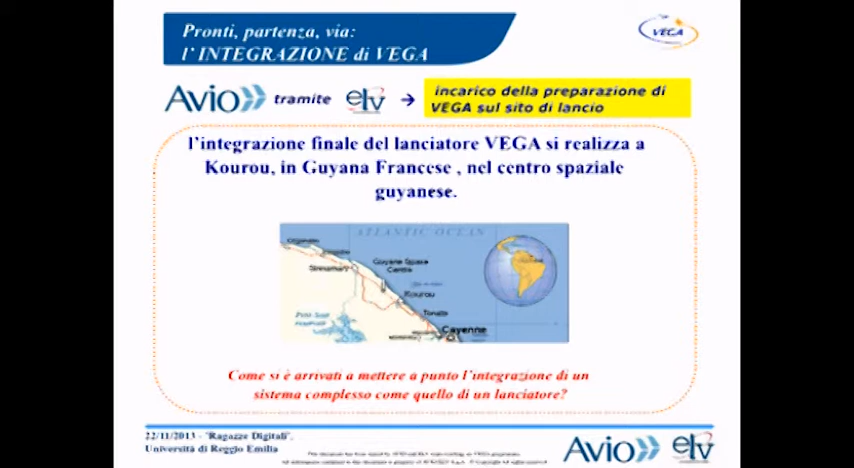 Pronti, partenza, via:
l'INTEGRAZIONE di VEGA
VEGA
Avio tramite elv → incarico della preparazione di
VEGA sul sito di lancio
l'integrazione finale del lanciatore VEGA si realizza a
Kourou, in Guyana Francese , nel centro spaziale
guyanese.
ATLANTIC OCEAN
Sinnamary
Guyane Space
Centre
Kourou
Tonate
Cayenne
Come si è arrivati a mettere a punto l'integrazione di un
sistema complesso come quello di un lanciatore?
22/11/2013 - "Ragazze Digitali",
Università di Reggio Emilia
Avio elv